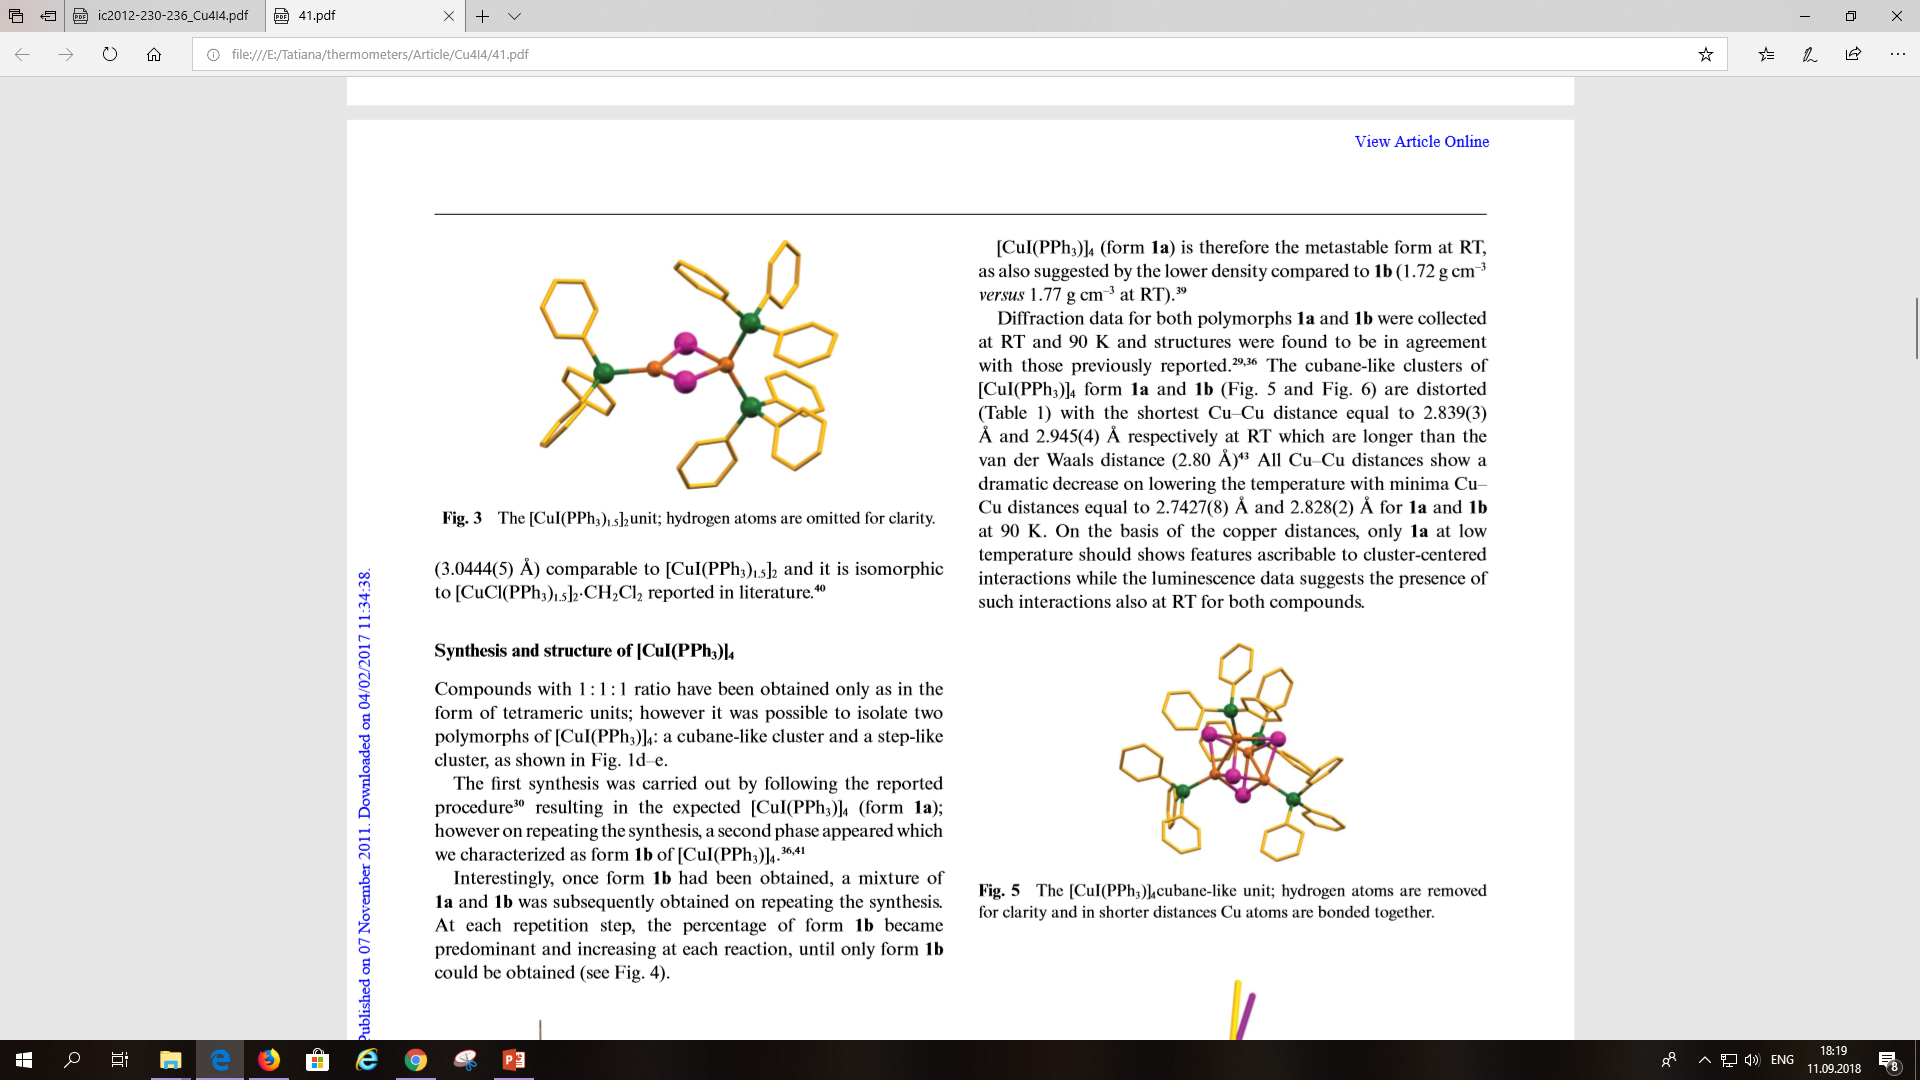 ic2012-230-236_Cu4I4.pdf
41.pdf
file:///E:/Tatiana/thermometers/Article/Cu4I4/41.pdf
View Article Online
Fig. 3 The [CuI(PPh₃)₁.₅]₂unit; hydrogen atoms are omitted for clarity.
(3.0444(5) Å) comparable to [CuI(PPh₃)₁.₅]₂ and it is isomorphic
to [CuCl(PPh₃)₁.₅]₂·CH₂Cl₂ reported in literature.⁴⁰
Synthesis and structure of [CuI(PPh₃)]₄
Compounds with 1 : 1 : 1 ratio have been obtained only as in the
form of tetrameric units; however it was possible to isolate two
polymorphs of [CuI(PPh₃)]₄: a cubane-like cluster and a step-like
cluster, as shown in Fig. 1d–e.
The first synthesis was carried out by following the reported
procedure³⁰ resulting in the expected [CuI(PPh₃)]₄ (form 1a);
however on repeating the synthesis, a second phase appeared which
we characterized as form 1b of [CuI(PPh₃)]₄.³⁶,⁴¹
Interestingly, once form 1b had been obtained, a mixture of
1a and 1b was subsequently obtained on repeating the synthesis.
At each repetition step, the percentage of form 1b became
predominant and increasing at each reaction, until only form 1b
could be obtained (see Fig. 4).
[CuI(PPh₃)]₄ (form 1a) is therefore the metastable form at RT,
as also suggested by the lower density compared to 1b (1.72 g cm⁻³
versus 1.77 g cm⁻³ at RT).³⁹
Diffraction data for both polymorphs 1a and 1b were collected
at RT and 90 K and structures were found to be in agreement
with those previously reported.²⁹,³⁶ The cubane-like clusters of
[CuI(PPh₃)]₄ form 1a and 1b (Fig. 5 and Fig. 6) are distorted
(Table 1) with the shortest Cu–Cu distance equal to 2.839(3)
Å and 2.945(4) Å respectively at RT which are longer than the
van der Waals distance (2.80 Å)⁴³ All Cu–Cu distances show a
dramatic decrease on lowering the temperature with minima Cu–
Cu distances equal to 2.7427(8) Å and 2.828(2) Å for 1a and 1b
at 90 K. On the basis of the copper distances, only 1a at low
temperature should shows features ascribable to cluster-centered
interactions while the luminescence data suggests the presence of
such interactions also at RT for both compounds.
Fig. 5 The [CuI(PPh₃)]₄cubane-like unit; hydrogen atoms are removed
for clarity and in shorter distances Cu atoms are bonded together.
Published on 07 November 2011. Downloaded on 04/02/2017 11:34:38.
ENG
18:19
11.09.2018
8